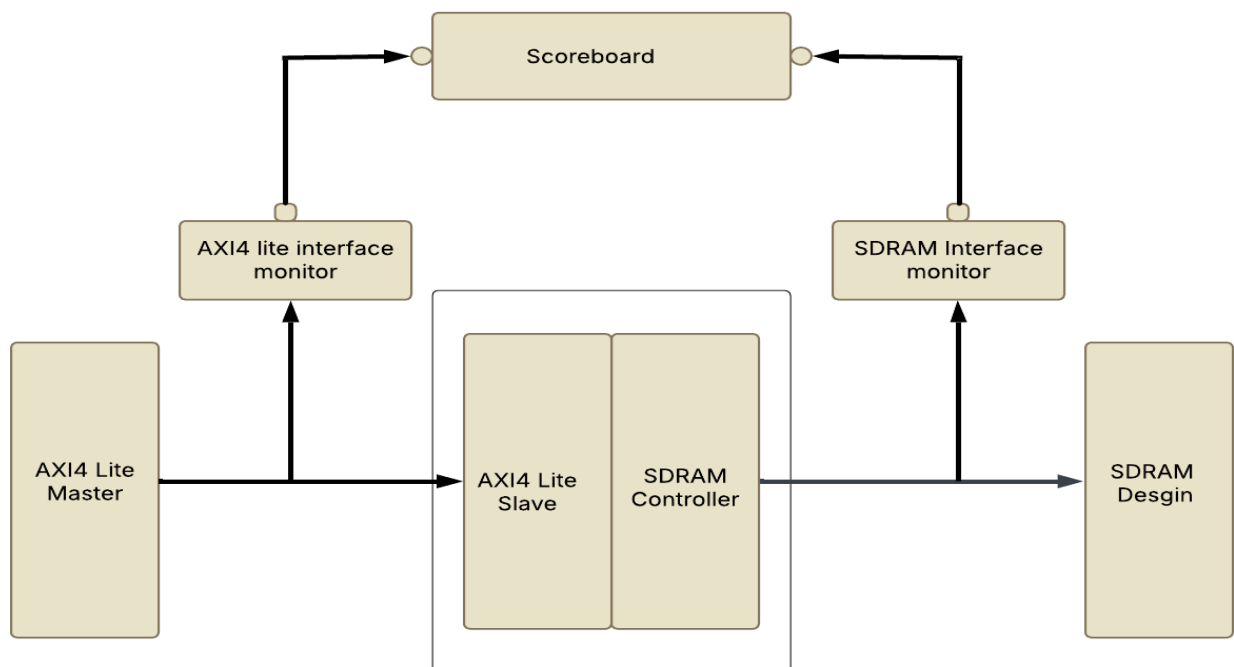 Scoreboard
AXI4 lite interface
monitor
SDRAM Interface
monitor
AXI4 Lite
Master
AXI4 Lite
Slave
SDRAM
Controller
SDRAM
Desgin